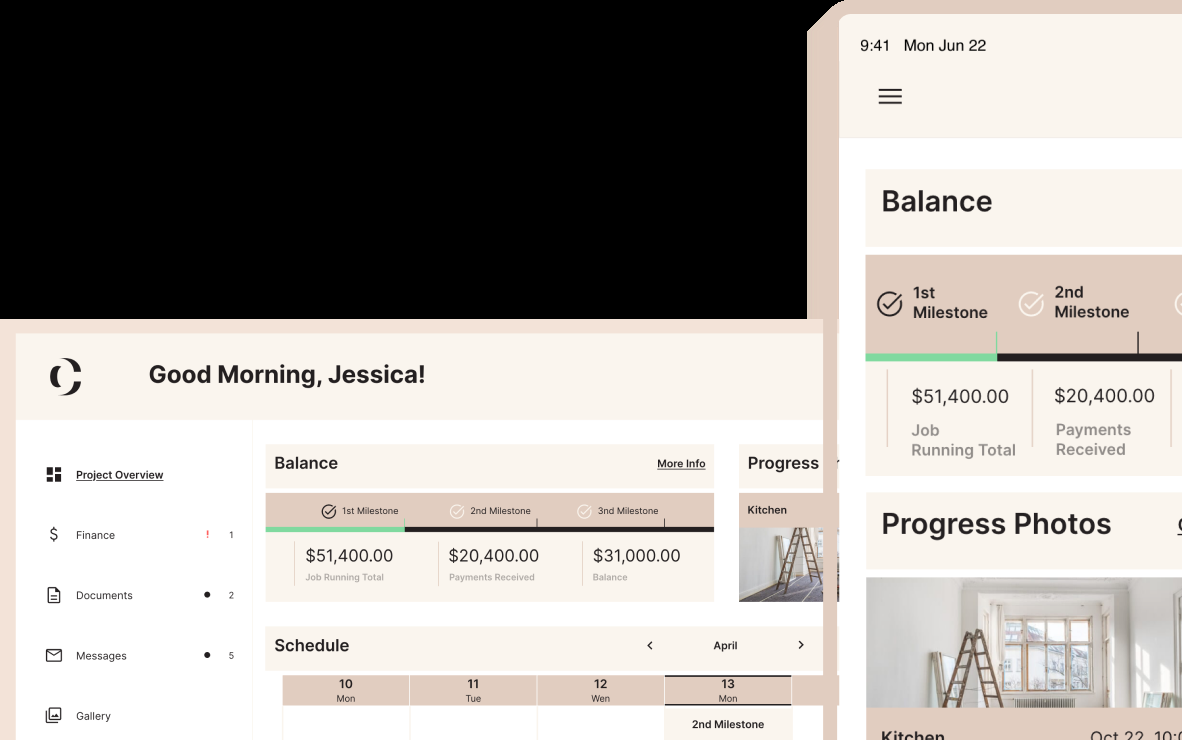 9:41 Mon Jun 22
Balance
1st
Milestone
2nd
Milestone
$51,400.00
$20,400.00
Job
Running Total
Payments
Received
Progress Photos
Kitchen
Oct 22, 10:0
Good Morning, Jessica!
Project Overview
Finance ! 1
Documents 2
Messages 5
Gallery
Balance More Info
1st Milestone 2nd Milestone 3nd Milestone
$51,400.00 $20,400.00 $31,000.00
Job Running Total Payments Received Balance
Progress
Kitchen
Schedule < April >
10 11 12 13
Mon Tue Wen Mon
2nd Milestone